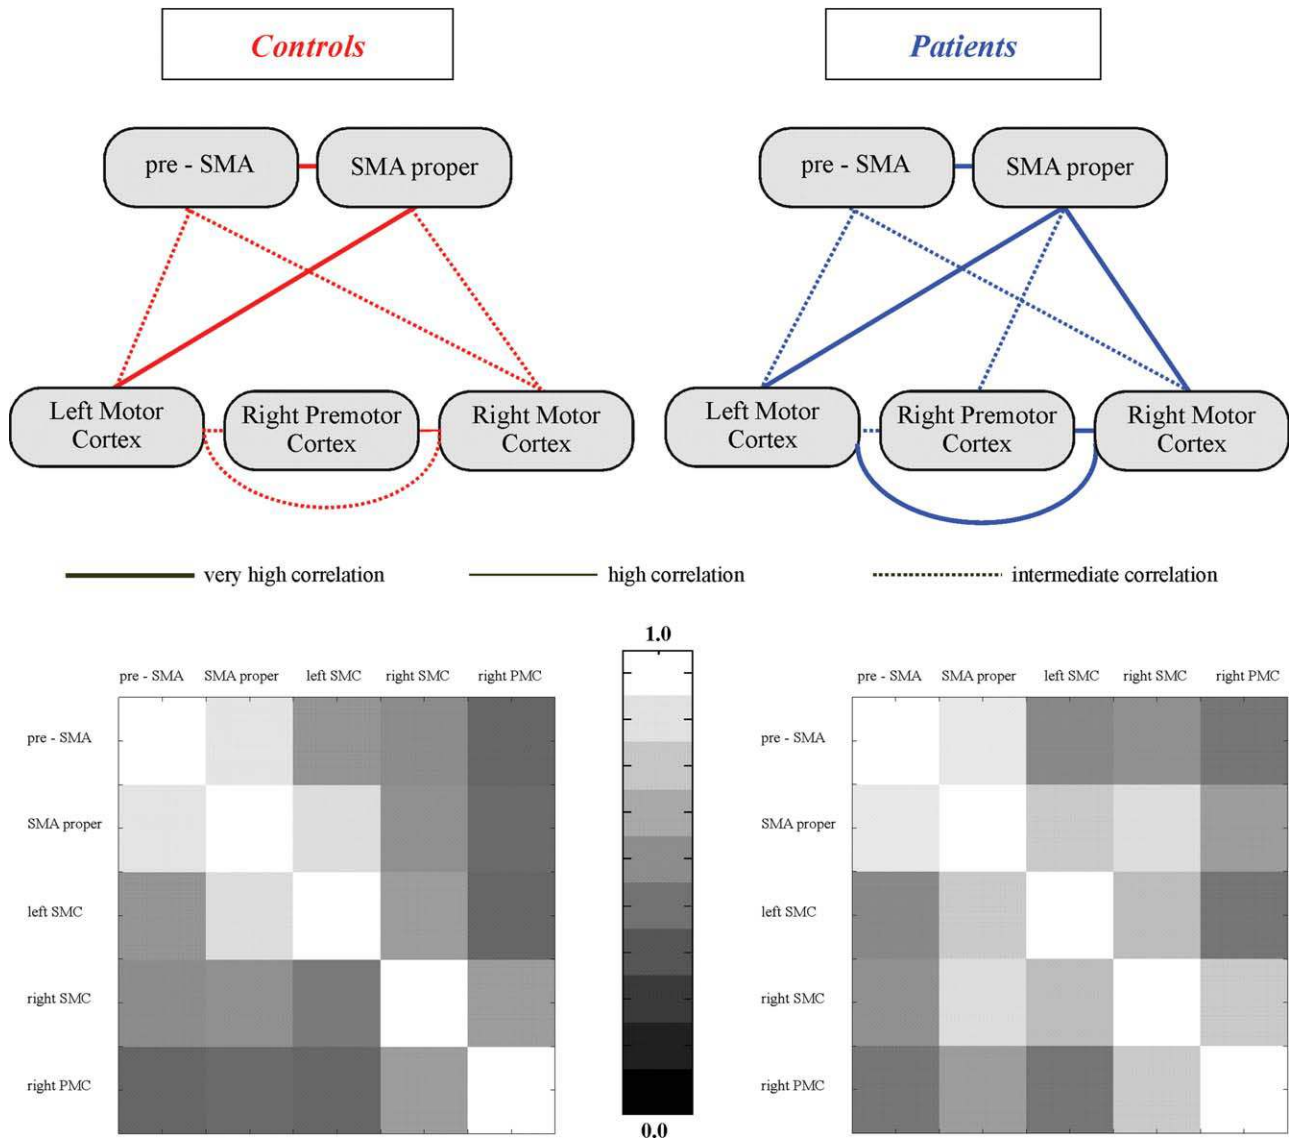 Controls
Patients
pre - SMA
SMA proper
pre - SMA
SMA proper
Left Motor
Cortex
Right Premotor
Cortex
Right Motor
Cortex
Left Motor
Cortex
Right Premotor
Cortex
Right Motor
Cortex
very high correlation
high correlation
intermediate correlation
1.0
0.0
pre - SMA
SMA proper
left SMC
right SMC
right PMC
pre - SMA
SMA proper
left SMC
right SMC
right PMC
pre - SMA
SMA proper
left SMC
right SMC
right PMC
pre - SMA
SMA proper
left SMC
right SMC
right PMC